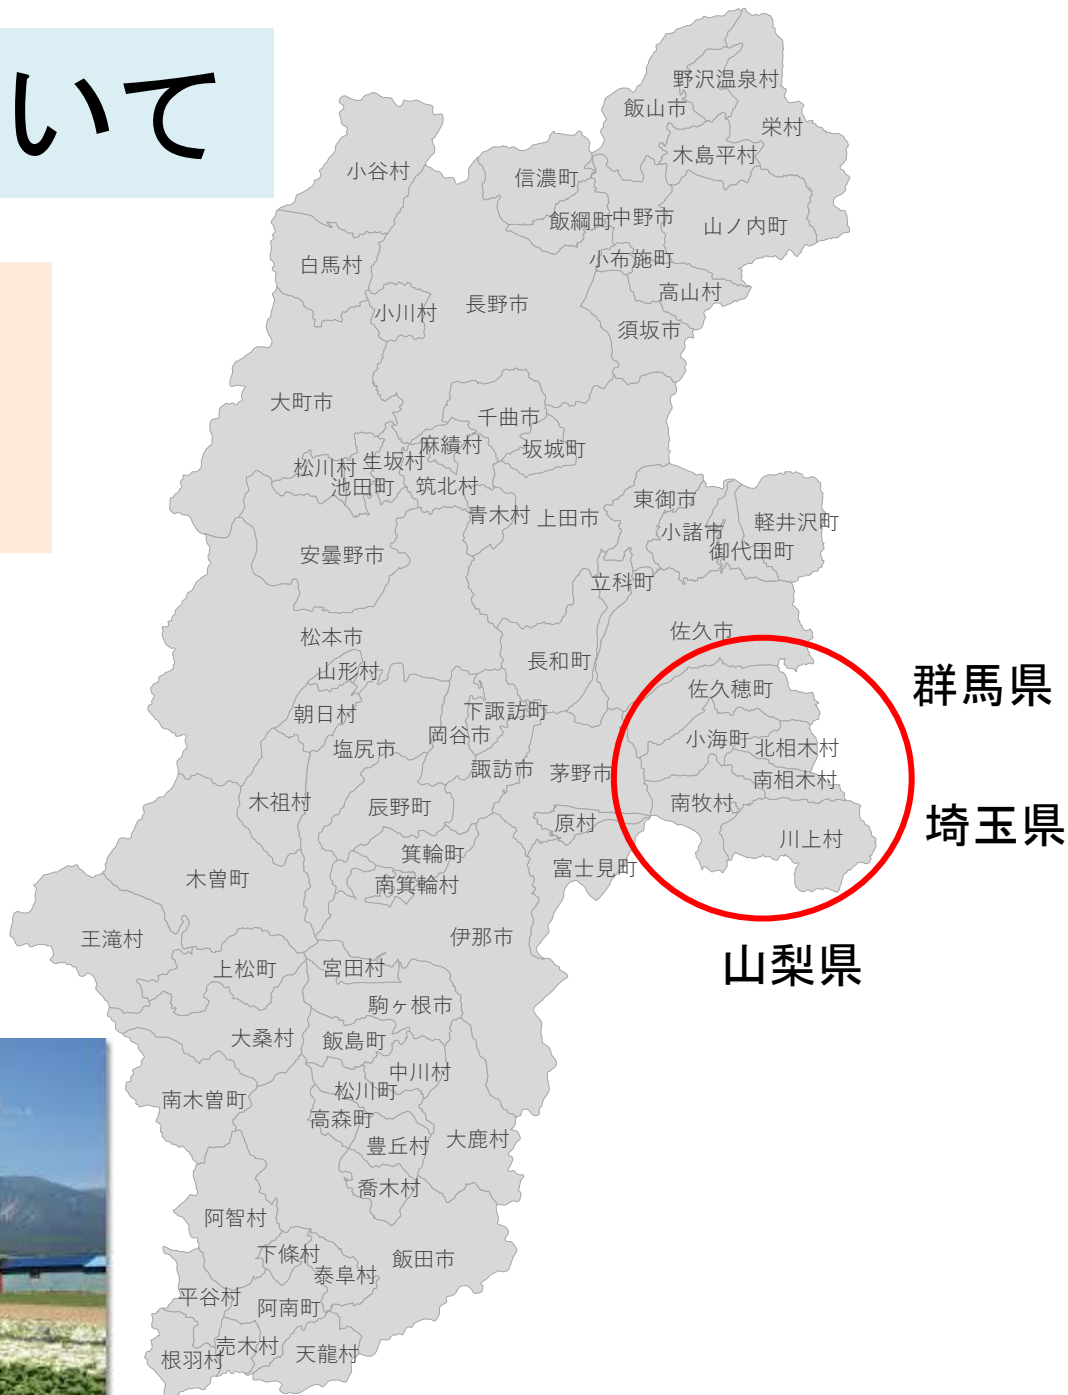 いて
野沢温泉村
飯山市
栄村
木島平村
小谷村
信濃町
飯綱町
中野市
山ノ内町
白馬村
小布施町
高山村
小川村
長野市
須坂市
大町市
千曲市
麻績村
坂城町
松川村
生坂村
池田町
筑北村
青木村
上田市
東御市
小諸市
軽井沢町
御代田町
安曇野市
立科町
松本市
佐久市
山形村
長和町
佐久穂町
群馬県
朝日村
下諏訪町
岡谷市
塩尻市
小海町
北相木村
諏訪市
茅野市
南相木村
木祖村
辰野町
南牧村
原村
川上村
埼玉県
箕輪町
富士見町
木曽町
南箕輪村
王滝村
伊那市
上松町
宮田村
山梨県
駒ヶ根市
大桑村
飯島町
中川村
南木曽町
松川町
高森町
豊丘村
大鹿村
喬木村
阿智村
下條村
泰阜村
飯田市
平谷村
阿南町
売木村
根羽村
天龍村